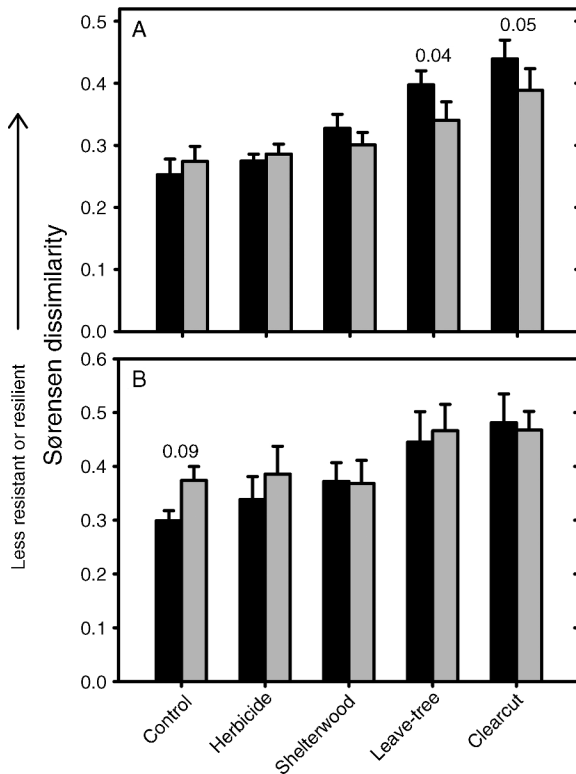 A
0.5
0.4
0.3
0.2
0.1
0.0
0.04
0.05
Less resistant or resilient
Sørensen dissimilarity
B
0.6
0.5
0.4
0.3
0.2
0.1
0.0
0.09
Control
Herbicide
Shelterwood
Leave-tree
Clearcut